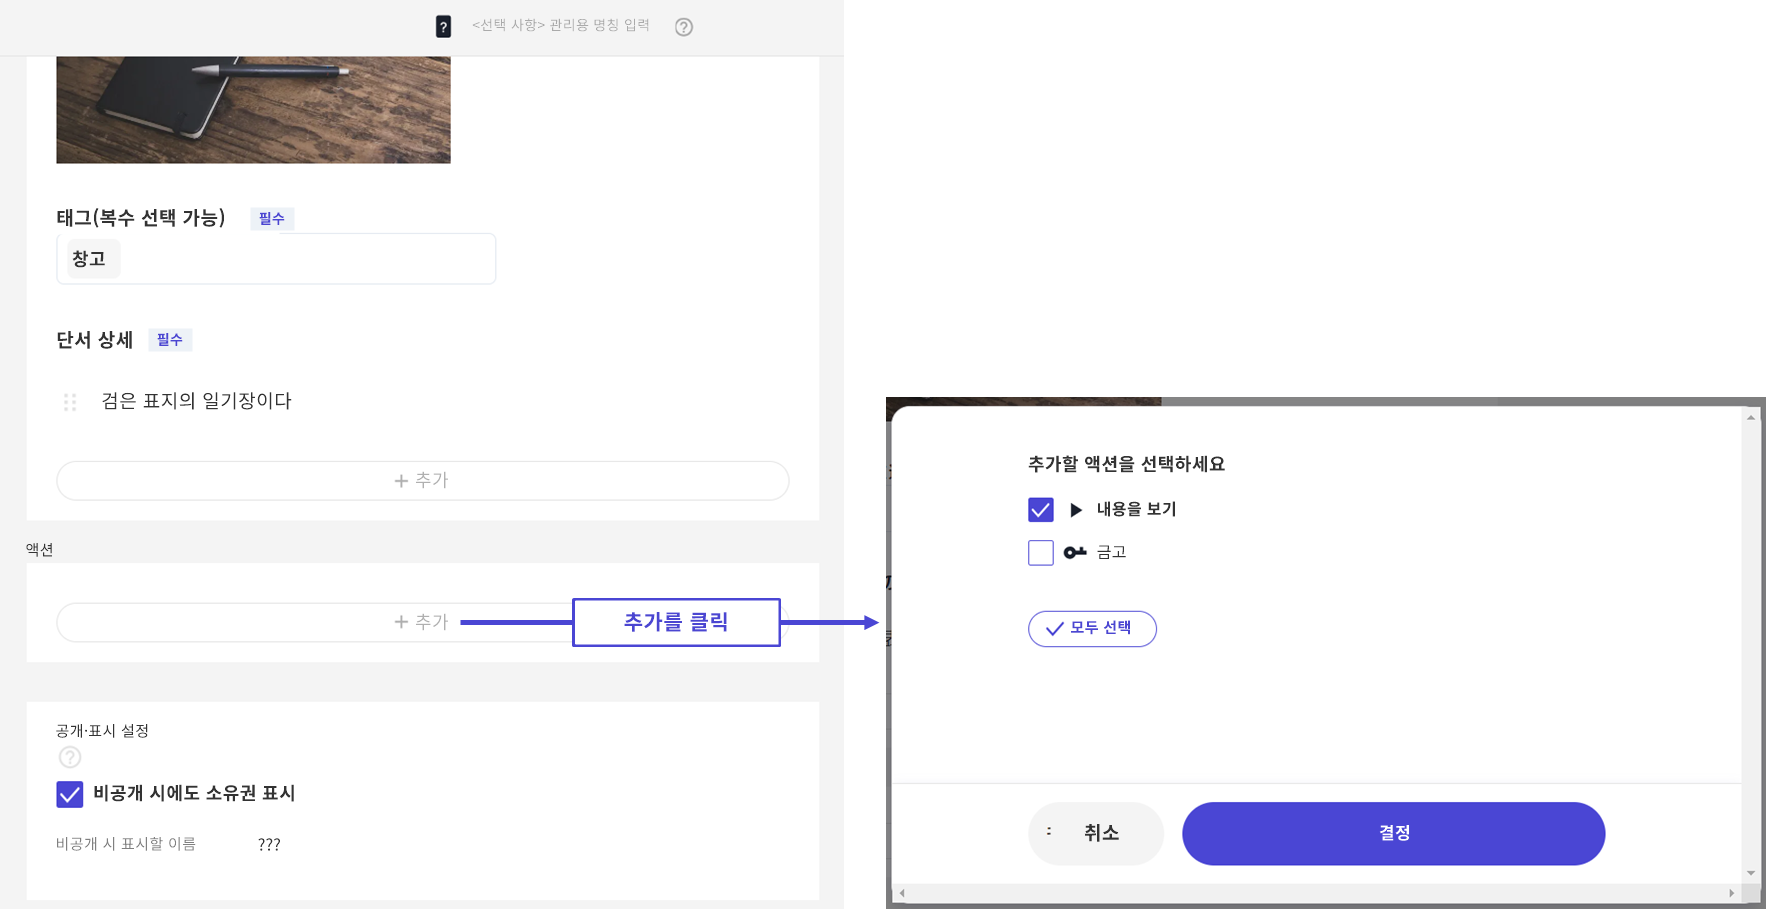 <선택 사항> 관리용 명칭 입력
태그(복수 선택 가능) 필수
창고
단서 상세 필수
검은 표지의 일기장이다
+ 추가
액션
+ 추가
추가를 클릭
공개·표시 설정
비공개 시에도 소유권 표시
비공개 시 표시할 이름 ???
추가할 액션을 선택하세요
내용을 보기
금고
모두 선택
취소
결정